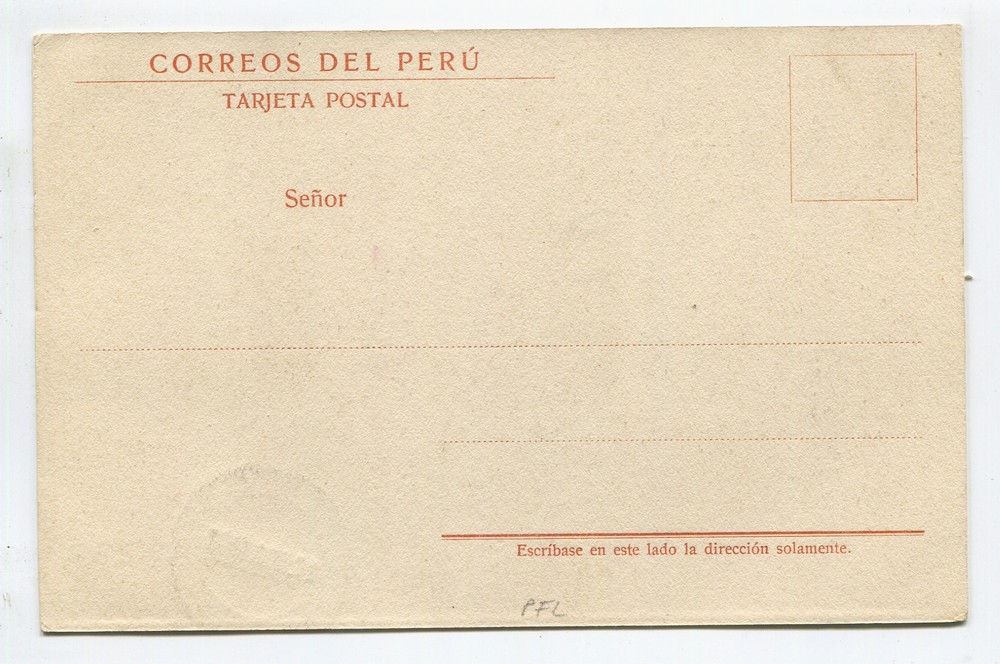 CORREOS DEL PERÚ
TARJETA POSTAL
Señor
Escríbase en este lado la dirección solamente.
PFL